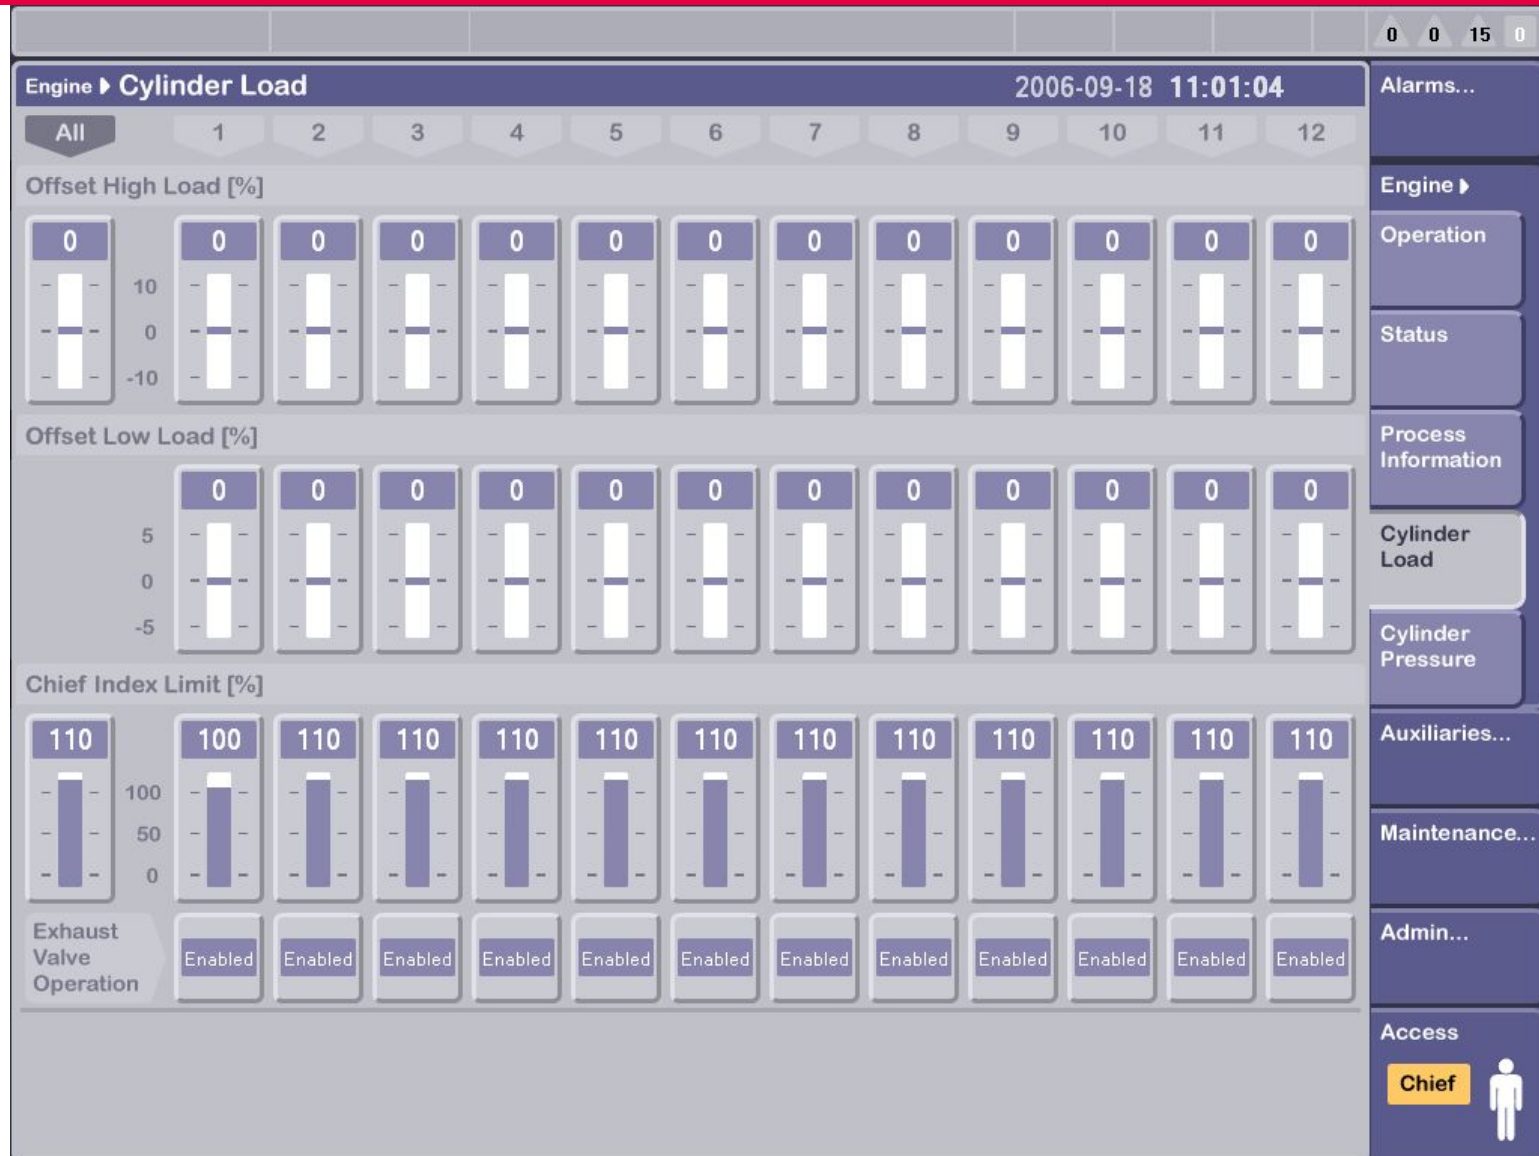 0 0 15 0
Engine Cylinder Load 2006-09-18 11:01:04
Alarms...
All 1 2 3 4 5 6 7 8 9 10 11 12
Offset High Load [%]
0 0 0 0 0 0 0 0 0 0 0 0 0
10
0
-10
Offset Low Load [%]
0 0 0 0 0 0 0 0 0 0 0 0
5
0
-5
Chief Index Limit [%]
110 100 110 110 110 110 110 110 110 110 110 110 110
100
50
0
Exhaust
Valve
Operation
Enabled Enabled Enabled Enabled Enabled Enabled Enabled Enabled Enabled Enabled Enabled Enabled
Engine
Operation
Status
Process
Information
Cylinder
Load
Cylinder
Pressure
Auxiliaries...
Maintenance...
Admin...
Access
Chief